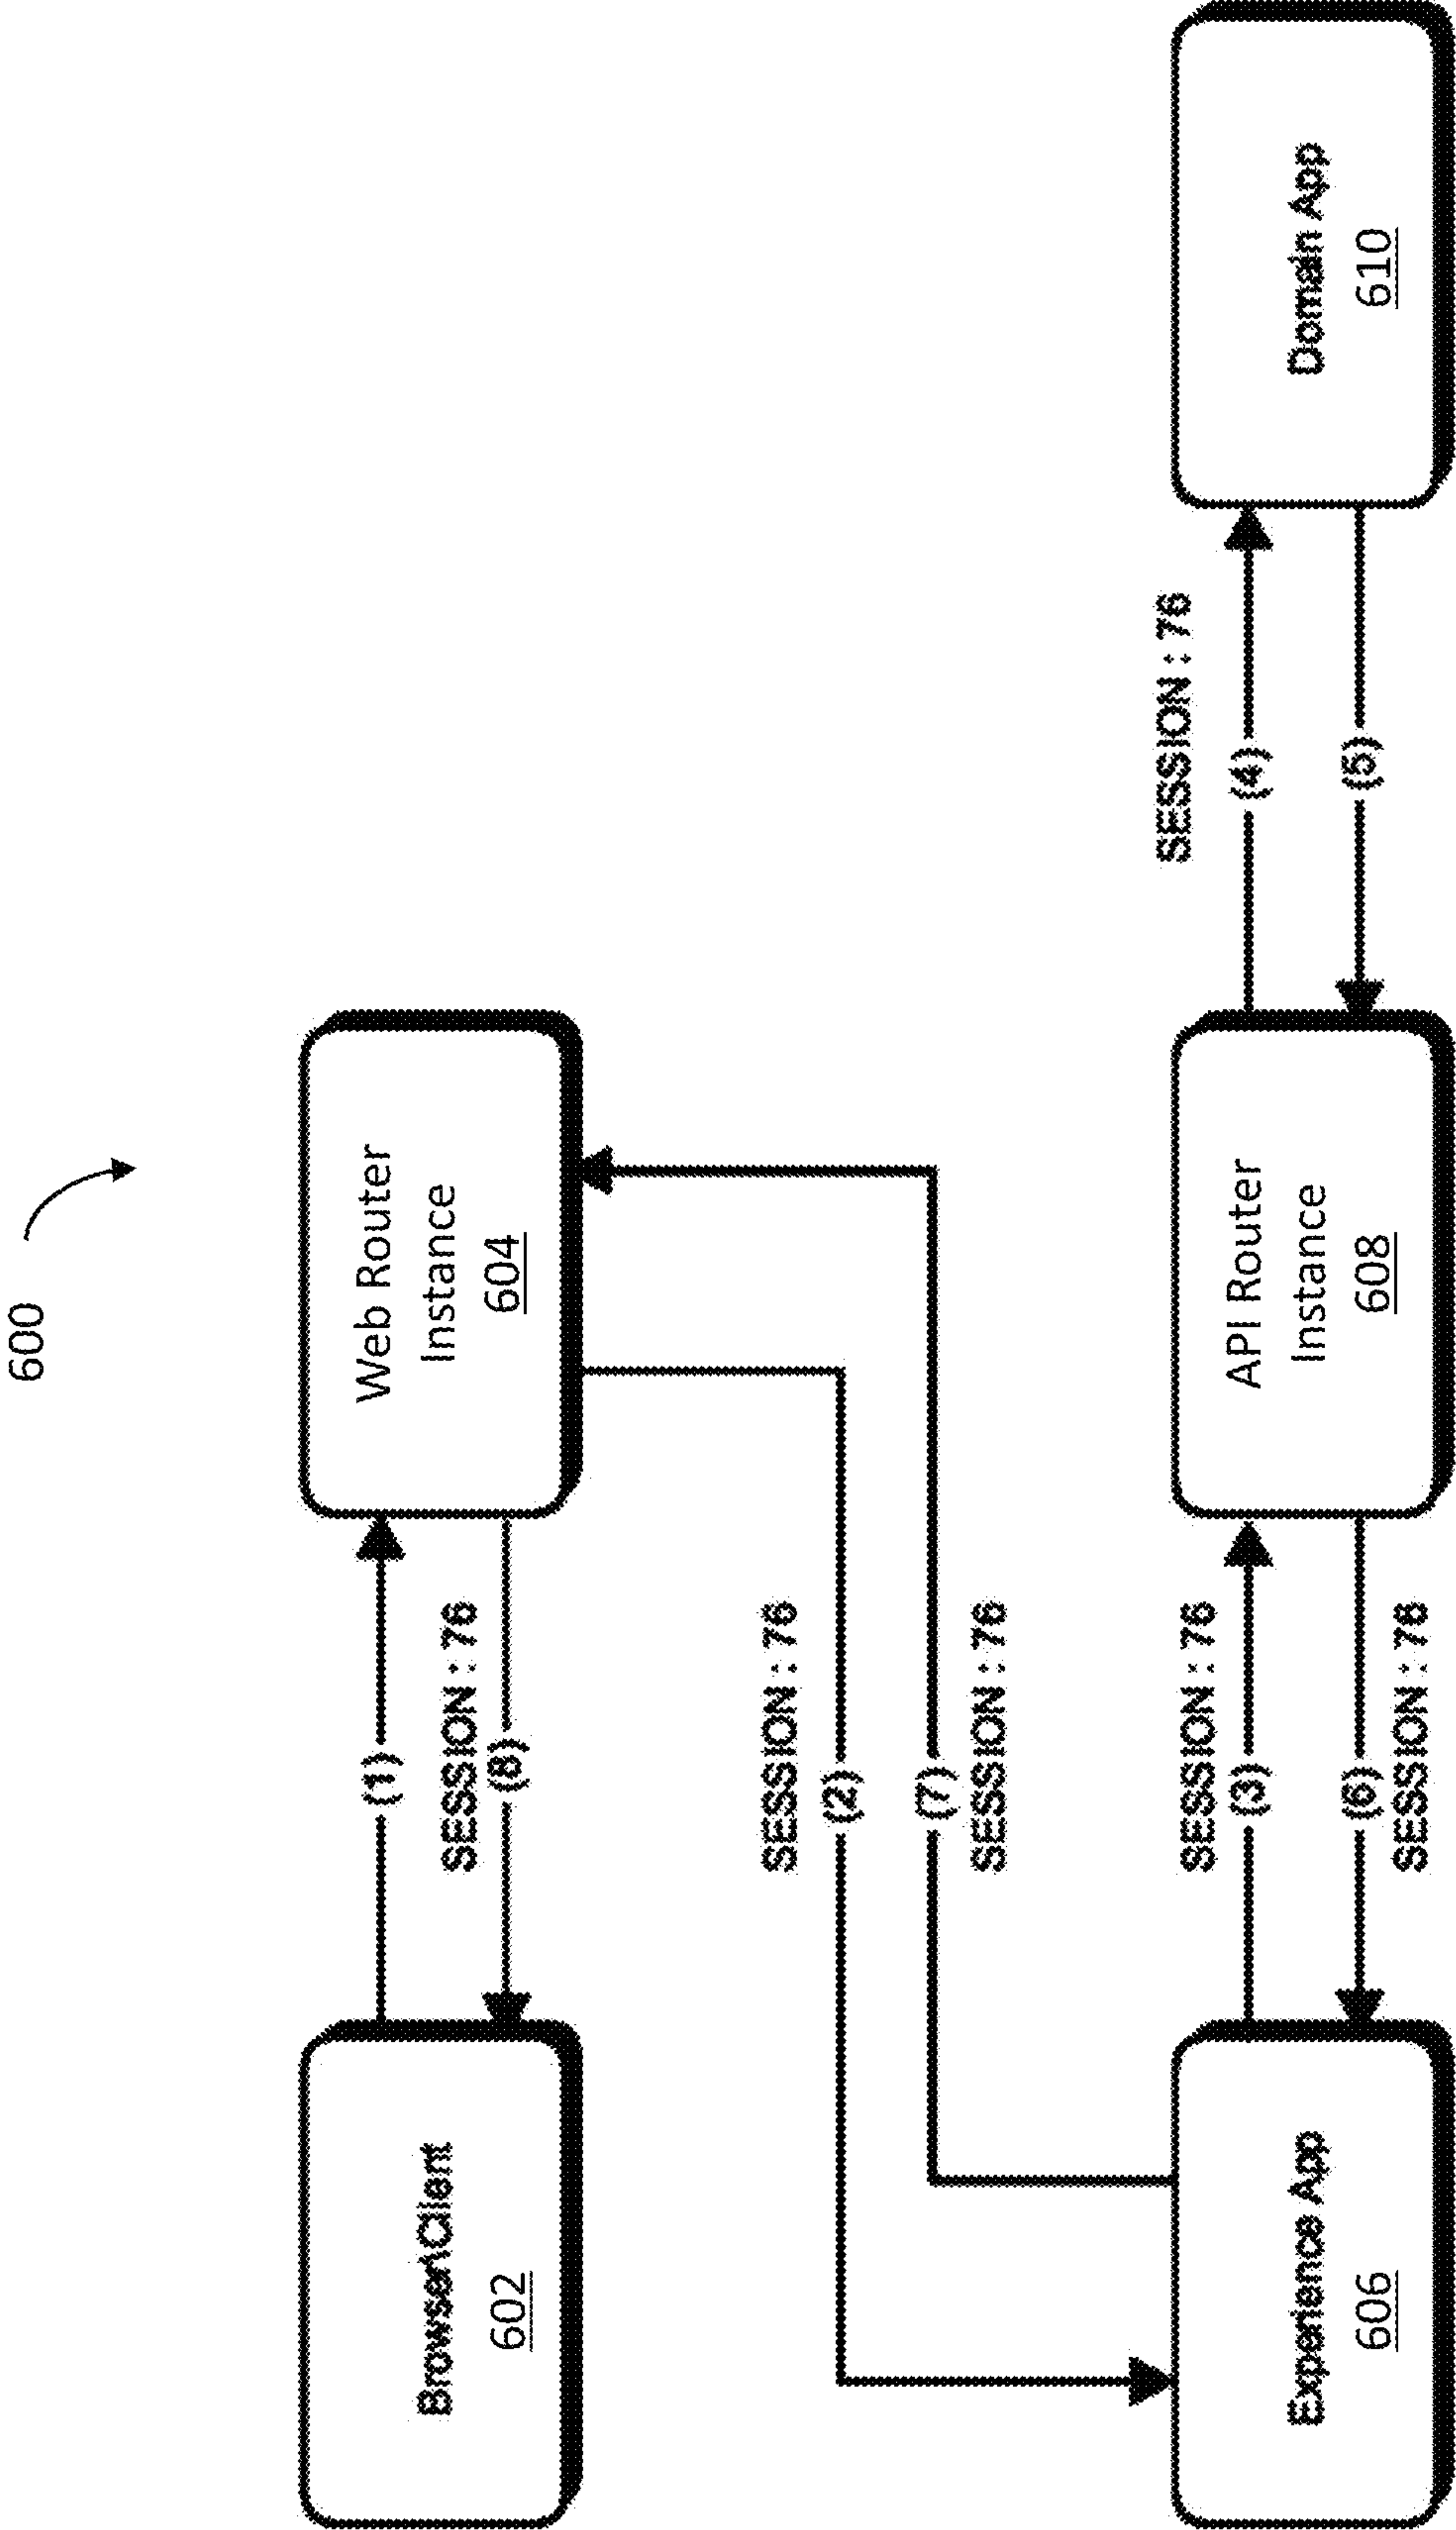 600
Browser\Client
602
(1)
SESSION : 76
(8)
Web Router
Instance
604
SESSION : 76
(2)
(7)
SESSION : 76
Experience App
606
SESSION : 76
(3)
(6)
SESSION : 76
API Router
Instance
608
SESSION : 76
(4)
(5)
Domain App
610